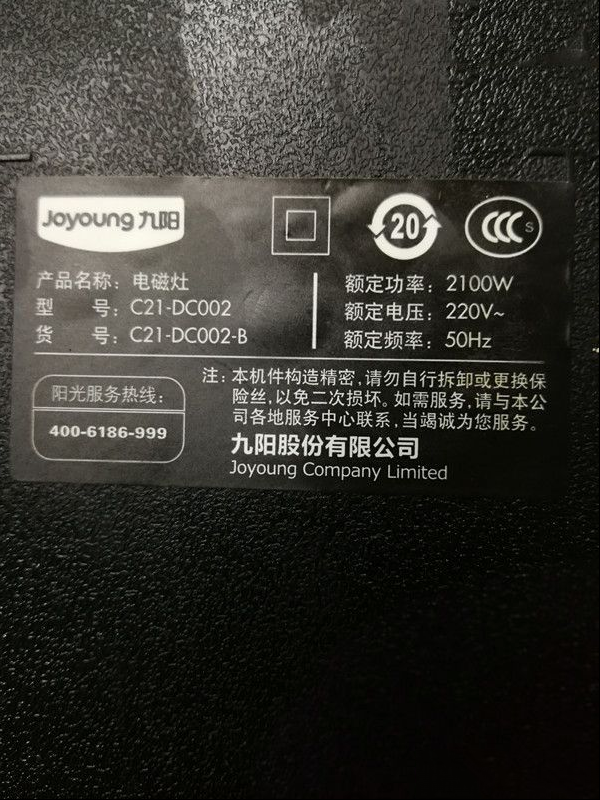 Joyoung 九阳
20
CCC S
产品名称：电磁灶
型 号：C21-DC002
货 号：C21-DC002-B
额定功率：2100W
额定电压：220V~
额定频率：50Hz
阳光服务热线：
400-6186-999
注：本机件构造精密，请勿自行拆卸或更换保
险丝，以免二次损坏。如需服务，请与本公
司各地服务中心联系，当竭诚为您服务。
九阳股份有限公司
Joyoung Company Limited